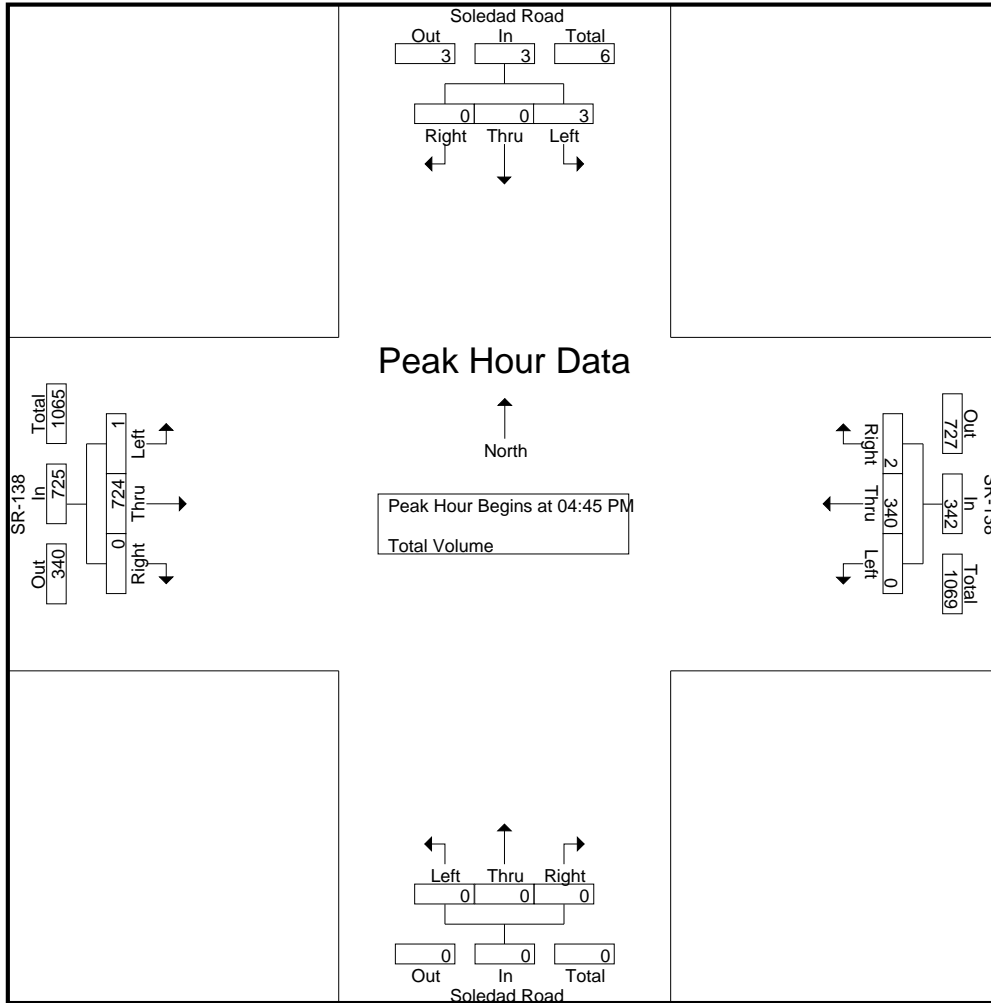 Soledad Road
Out In Total
3 3 6
0 0 3
Right Thru Left
Peak Hour Data
North
Peak Hour Begins at 04:45 PM
Total Volume
SR-138
Total In Out
1065 725 340
1 724 0
Left Thru Right
Right Thru Left
2 340 0
Out In Total
727 342 1069
SR-138
Left Thru Right
0 0 0
0 0 0
Out In Total
Soledad Road